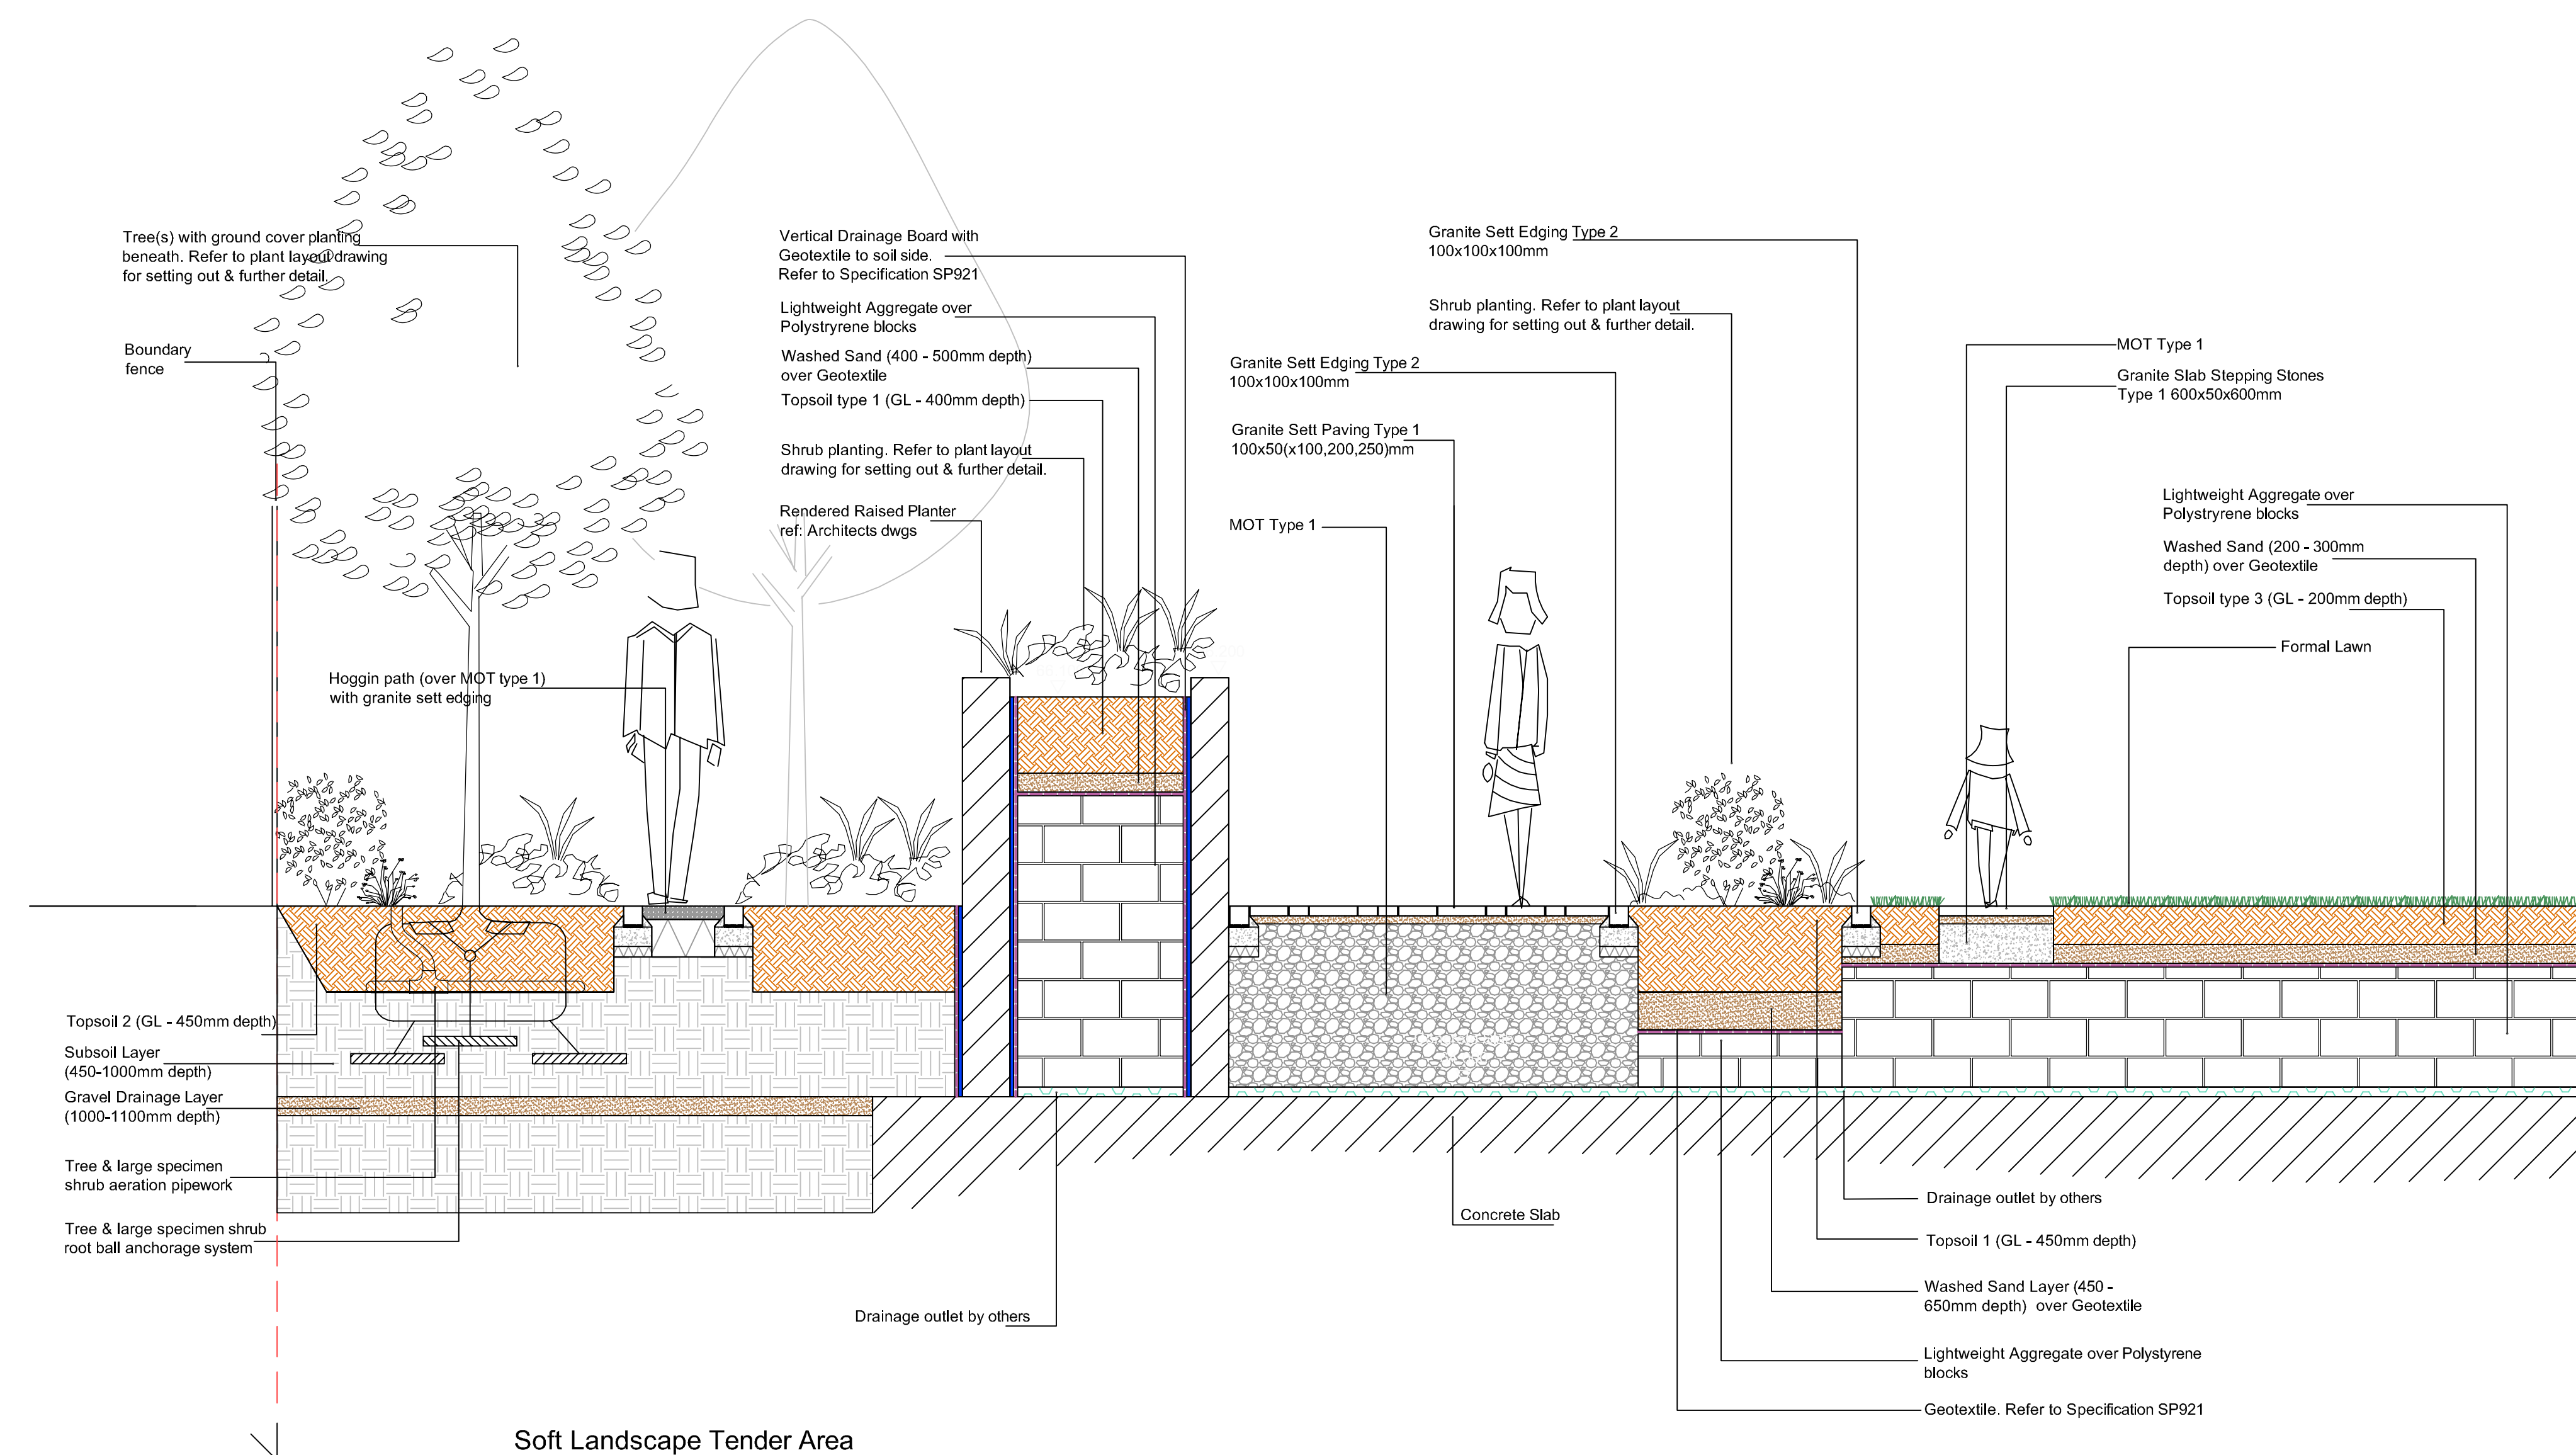 Tree(s) with ground cover planting
beneath. Refer to plant layout drawing
for setting out & further detail.
Boundary
fence
Vertical Drainage Board with
Geotextile to soil side.
Refer to Specification SP921
Lightweight Aggregate over
Polystryrene blocks
Washed Sand (400 - 500mm depth)
over Geotextile
Topsoil type 1 (GL - 400mm depth)
Shrub planting. Refer to plant layout
drawing for setting out & further detail.
Rendered Raised Planter
ref: Architects dwgs
Hoggin path (over MOT type 1)
with granite sett edging
Granite Sett Edging Type 2
100x100x100mm
Shrub planting. Refer to plant layout
drawing for setting out & further detail.
Granite Sett Edging Type 2
100x100x100mm
Granite Sett Paving Type 1
100x50(x100,200,250)mm
MOT Type 1
MOT Type 1
Granite Slab Stepping Stones
Type 1 600x50x600mm
Lightweight Aggregate over
Polystryrene blocks
Washed Sand (200 - 300mm
depth) over Geotextile
Topsoil type 3 (GL - 200mm depth)
Formal Lawn
Topsoil 2 (GL - 450mm depth)
Subsoil Layer
(450-1000mm depth)
Gravel Drainage Layer
(1000-1100mm depth)
Tree & large specimen
shrub aeration pipework
Tree & large specimen shrub
root ball anchorage system
Drainage outlet by others
Concrete Slab
Drainage outlet by others
Topsoil 1 (GL - 450mm depth)
Washed Sand Layer (450 -
650mm depth) over Geotextile
Lightweight Aggregate over Polystyrene
blocks
Geotextile. Refer to Specification SP921
Soft Landscape Tender Area